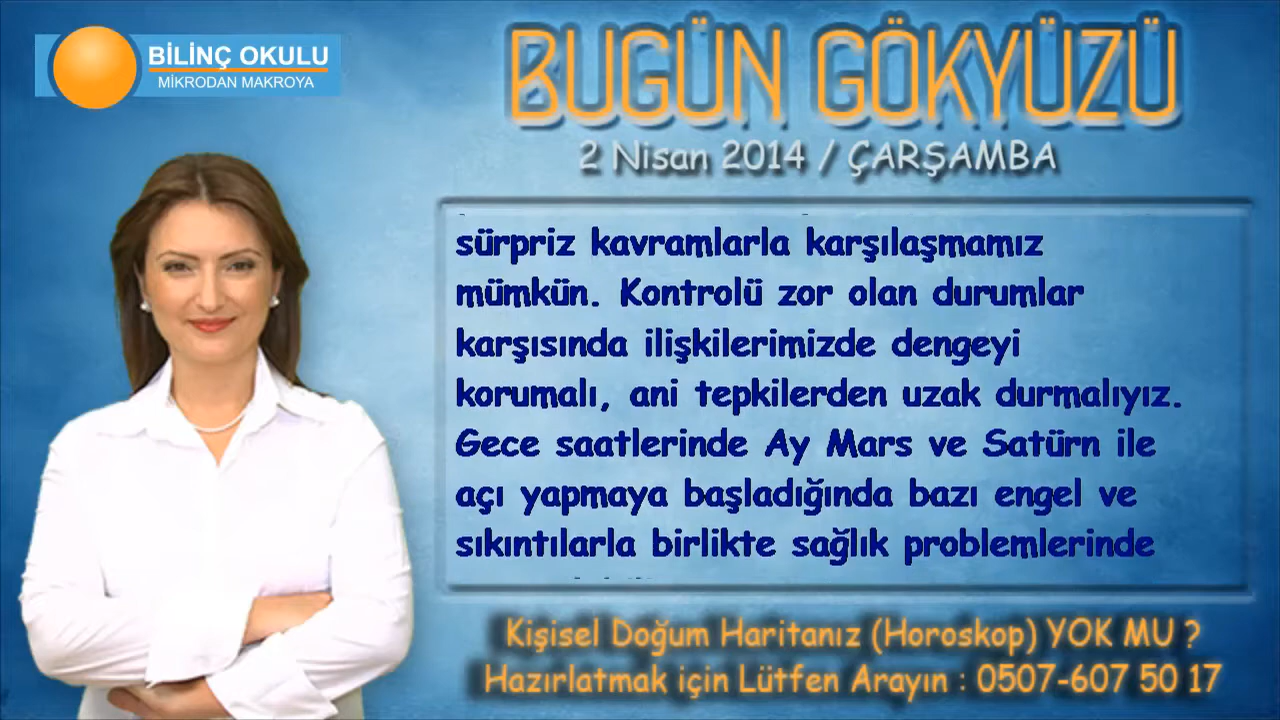 BİLİNÇ OKULU
MİKRODAN MAKROYA
BUGÜN GÖKYÜZÜ
2 Nisan 2014 / ÇARŞAMBA
sürpriz kavramlarla karşılaşmamız
mümkün. Kontrolü zor olan durumlar
karşısında ilişkilerimizde dengeyi
korumalı, ani tepkilerden uzak durmalıyız.
Gece saatlerinde Ay Mars ve Satürn ile
açı yapmaya başladığında bazı engel ve
sıkıntılarla birlikte sağlık problemlerinde
Kişisel Doğum Haritanız (Horoskop) YOK MU ?
Hazırlatmak için Lütfen Arayın : 0507-607 50 17